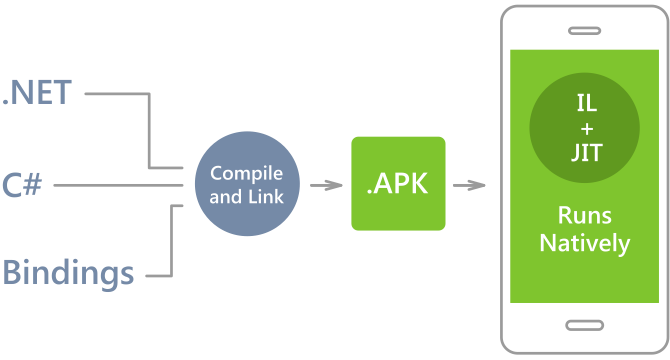 .NET
C#
Bindings
Compile
and Link
.APK
IL
+
JIT
Runs
Natively